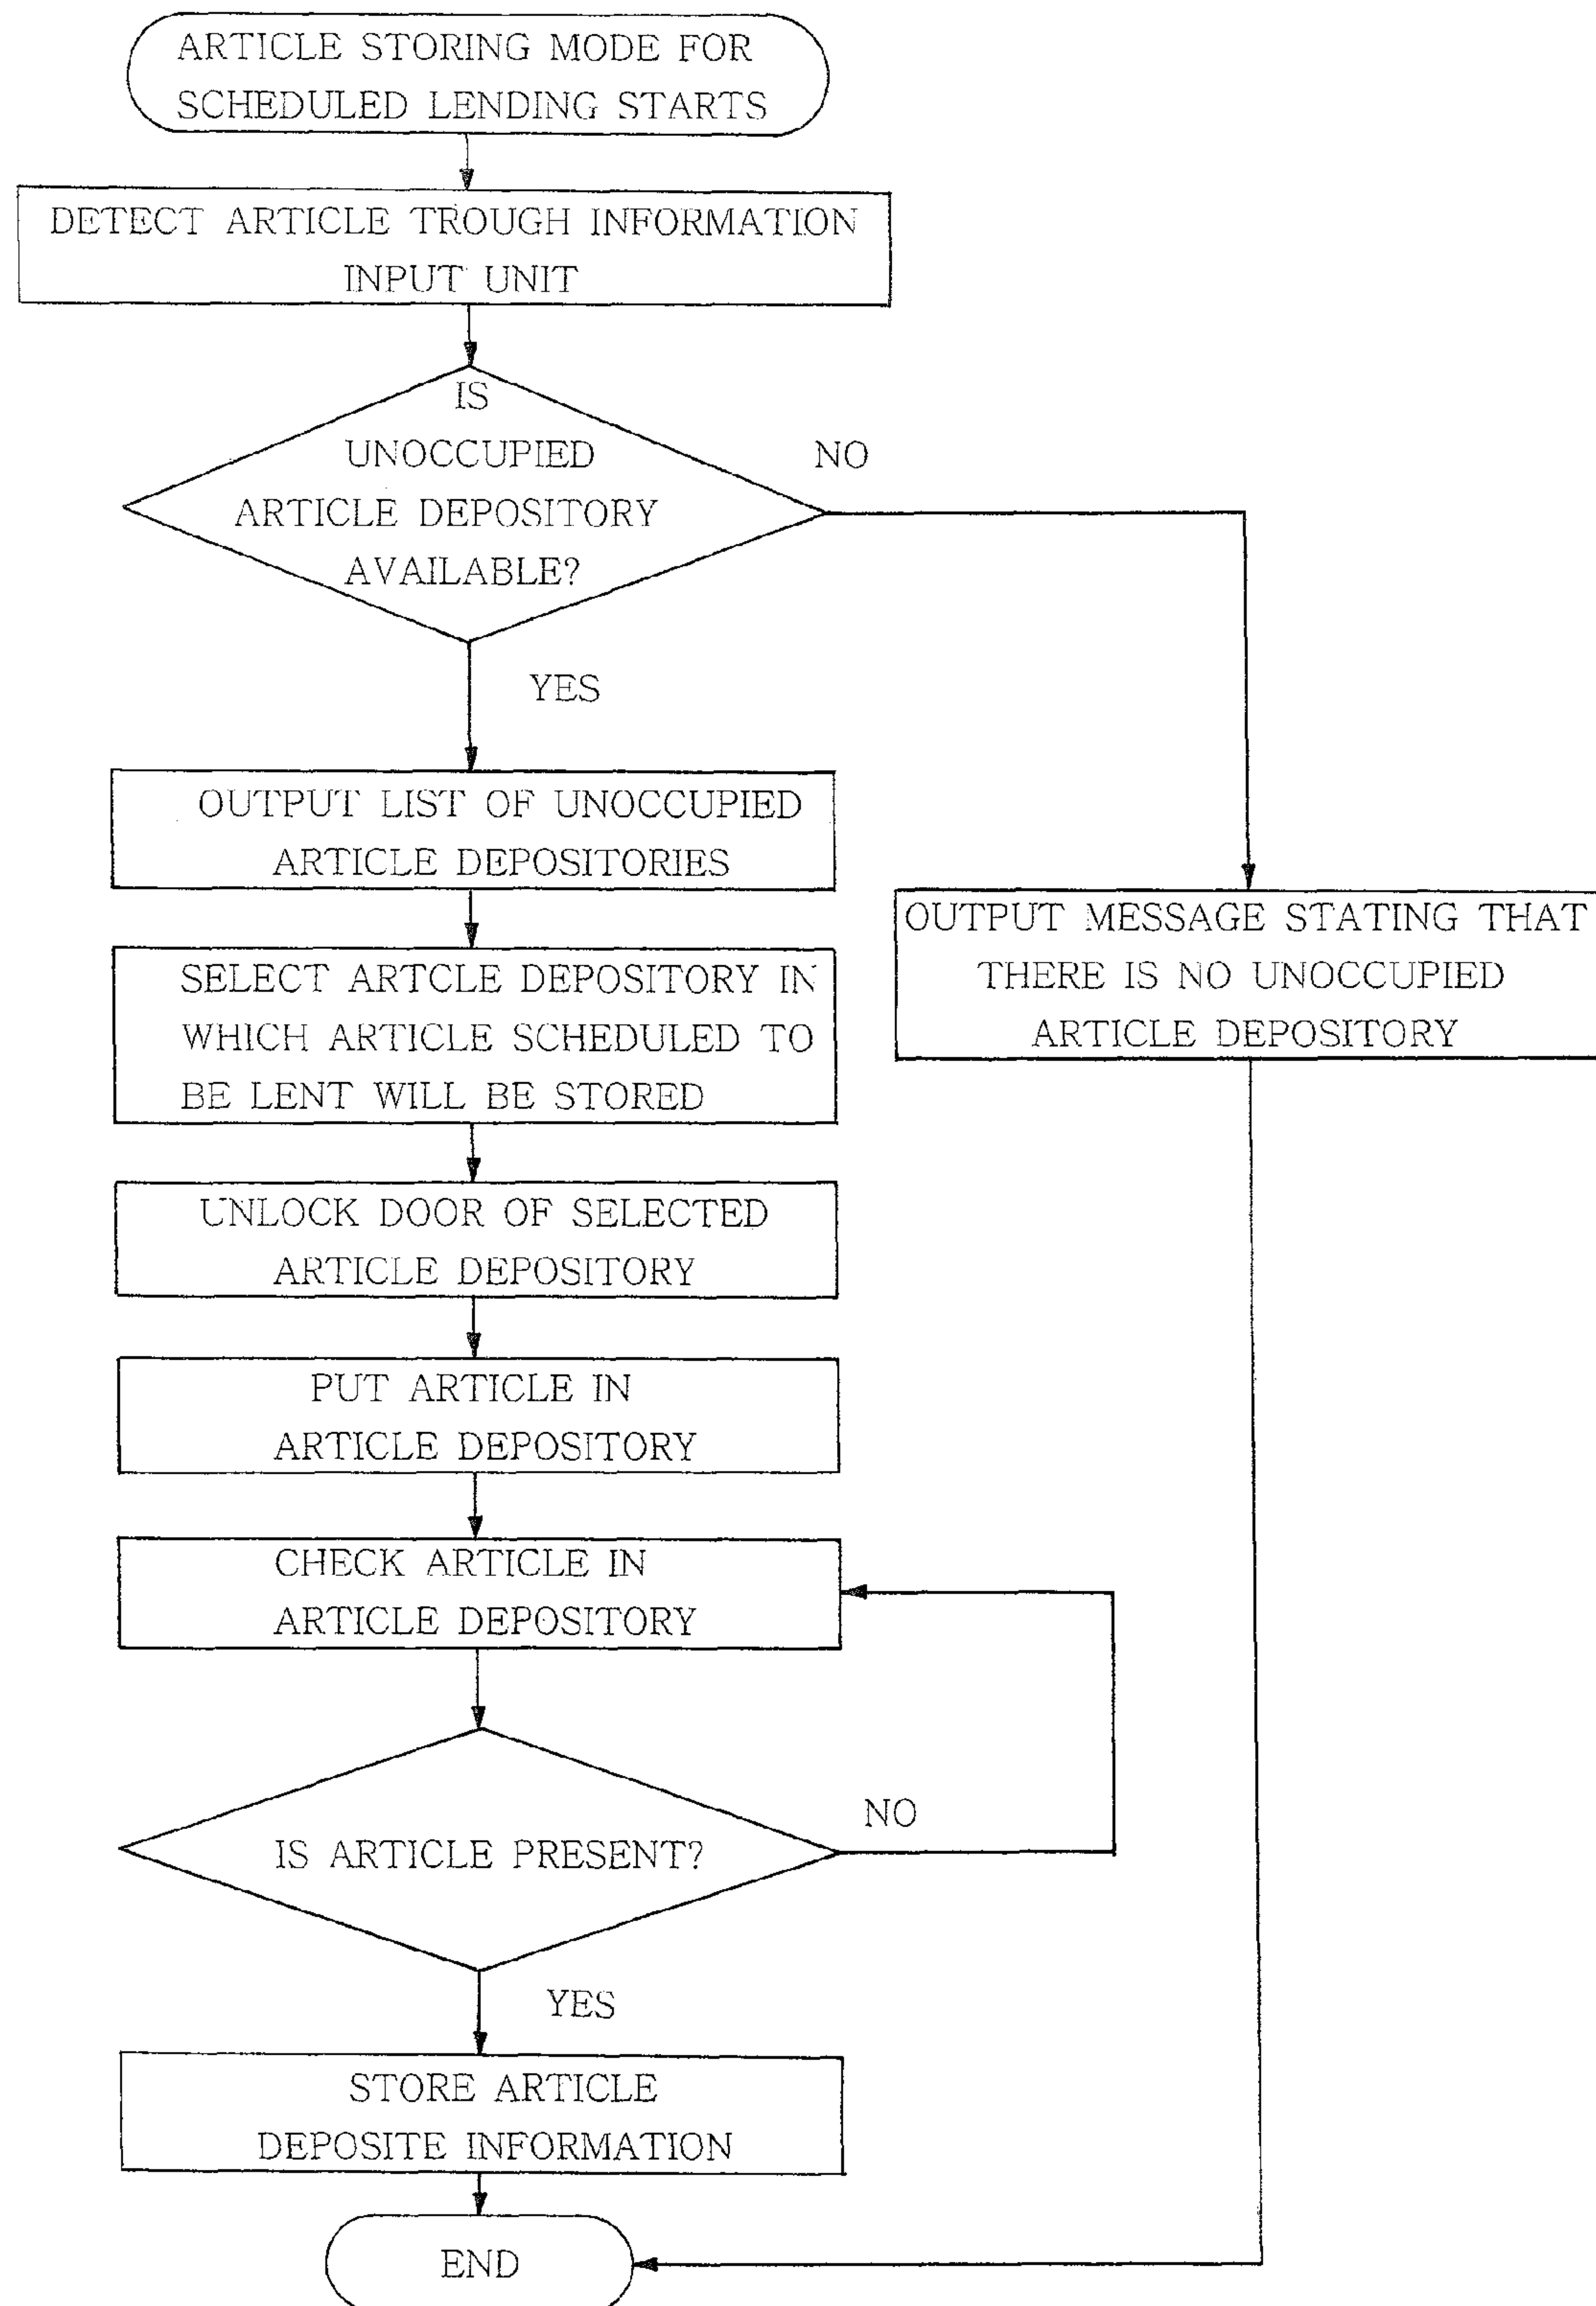 ARTICLE STORING MODE FOR
SCHEDULED LENDING STARTS
DETECT ARTICLE TROUGH INFORMATION
INPUT UNIT
IS
UNOCCUPIED
ARTICLE DEPOSITORY
AVAILABLE?
NO
YES
OUTPUT LIST OF UNOCCUPIED
ARTICLE DEPOSITORIES
OUTPUT MESSAGE STATING THAT
THERE IS NO UNOCCUPIED
ARTICLE DEPOSITORY
SELECT ARTCLE DEPOSITORY IN
WHICH ARTICLE SCHEDULED TO
BE LENT WILL BE STORED
UNLOCK DOOR OF SELECTED
ARTICLE DEPOSITORY
PUT ARTICLE IN
ARTICLE DEPOSITORY
CHECK ARTICLE IN
ARTICLE DEPOSITORY
NO
IS ARTICLE PRESENT?
YES
STORE ARTICLE
DEPOSITE INFORMATION
END